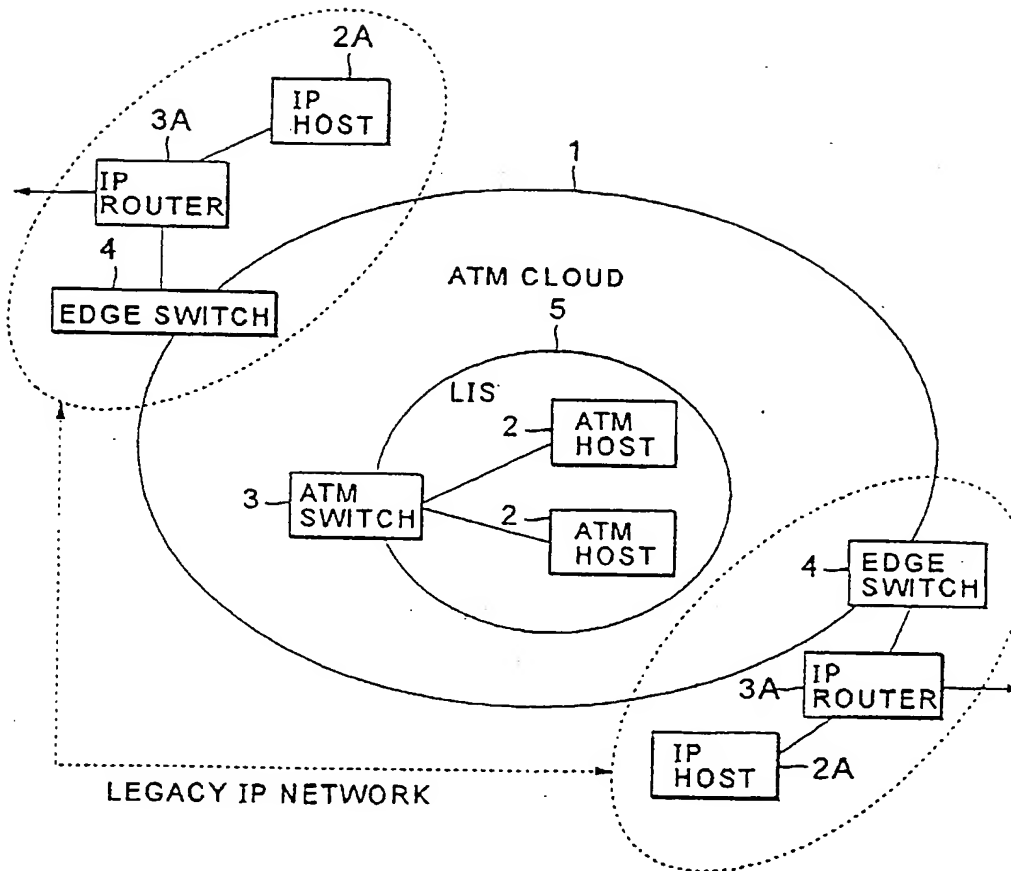 2A
IP
HOST
3A
IP
ROUTER
1
4
EDGE SWITCH
ATM CLOUD
5
LIS
2
ATM
HOST
3
ATM
SWITCH
2
ATM
HOST
4
EDGE
SWITCH
3A
IP
ROUTER
IP
HOST
2A
LEGACY IP NETWORK